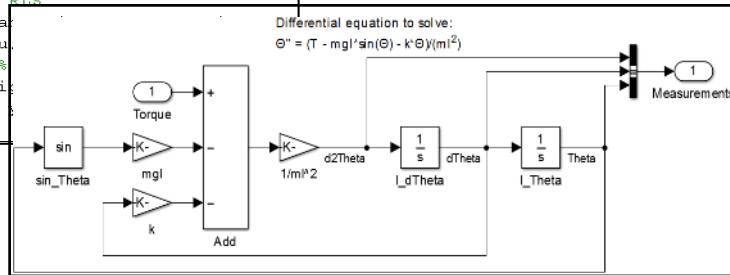 Differential equation to solve:
Θ'' = (T - mgl*sin(Θ) - k*Θ)/(ml²)
1
Torque
+
-
-
Add
sin
sin_Theta
K-
mgl
K-
k
K-
1/ml^2
d2Theta
1
s
I_dTheta
dTheta
1
s
I_Theta
Theta
1
Measurements